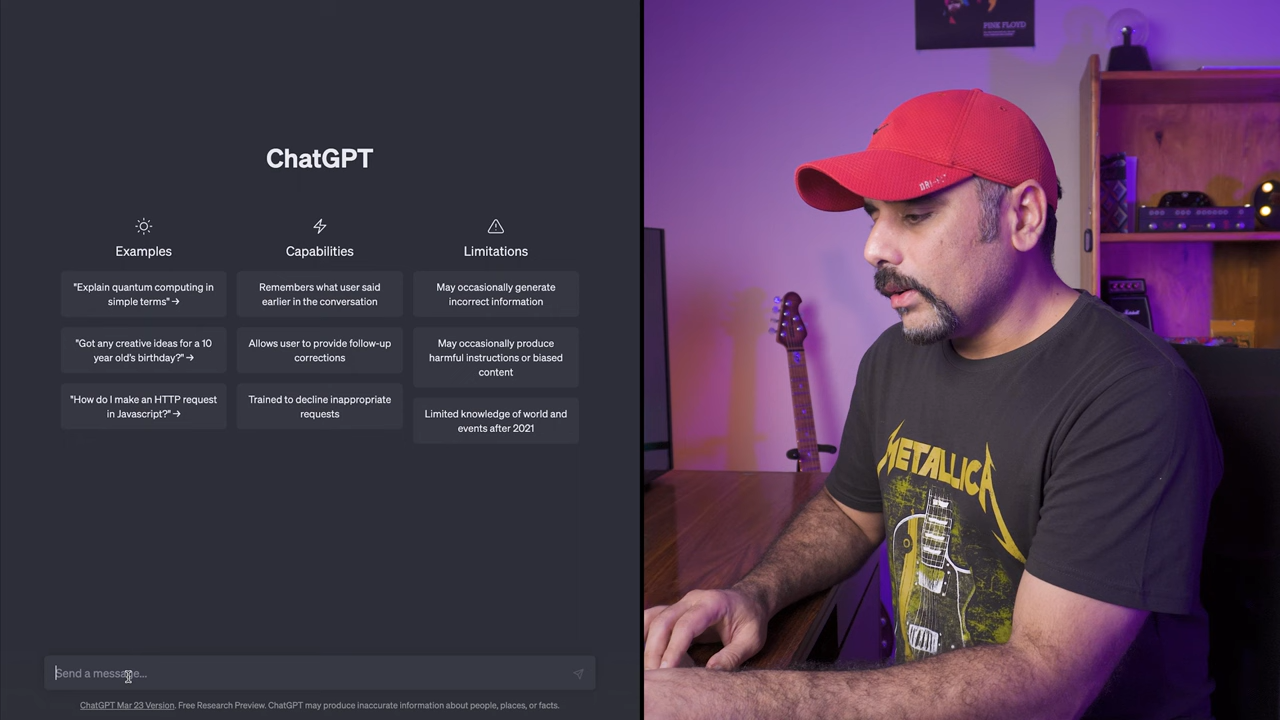 ChatGPT
Examples
"Explain quantum computing in
simple terms" →
"Got any creative ideas for a 10
year old's birthday?" →
"How do I make an HTTP request
in Javascript?" →
Capabilities
Remembers what user said
earlier in the conversation
Allows user to provide follow-up
corrections
Trained to decline inappropriate
requests
Limitations
May occasionally generate
incorrect information
May occasionally produce
harmful instructions or biased
content
Limited knowledge of world and
events after 2021
Send a message...
ChatGPT Mar 23 Version. Free Research Preview. ChatGPT may produce inaccurate information about people, places, or facts.
PINK FLOYD
METALLICA